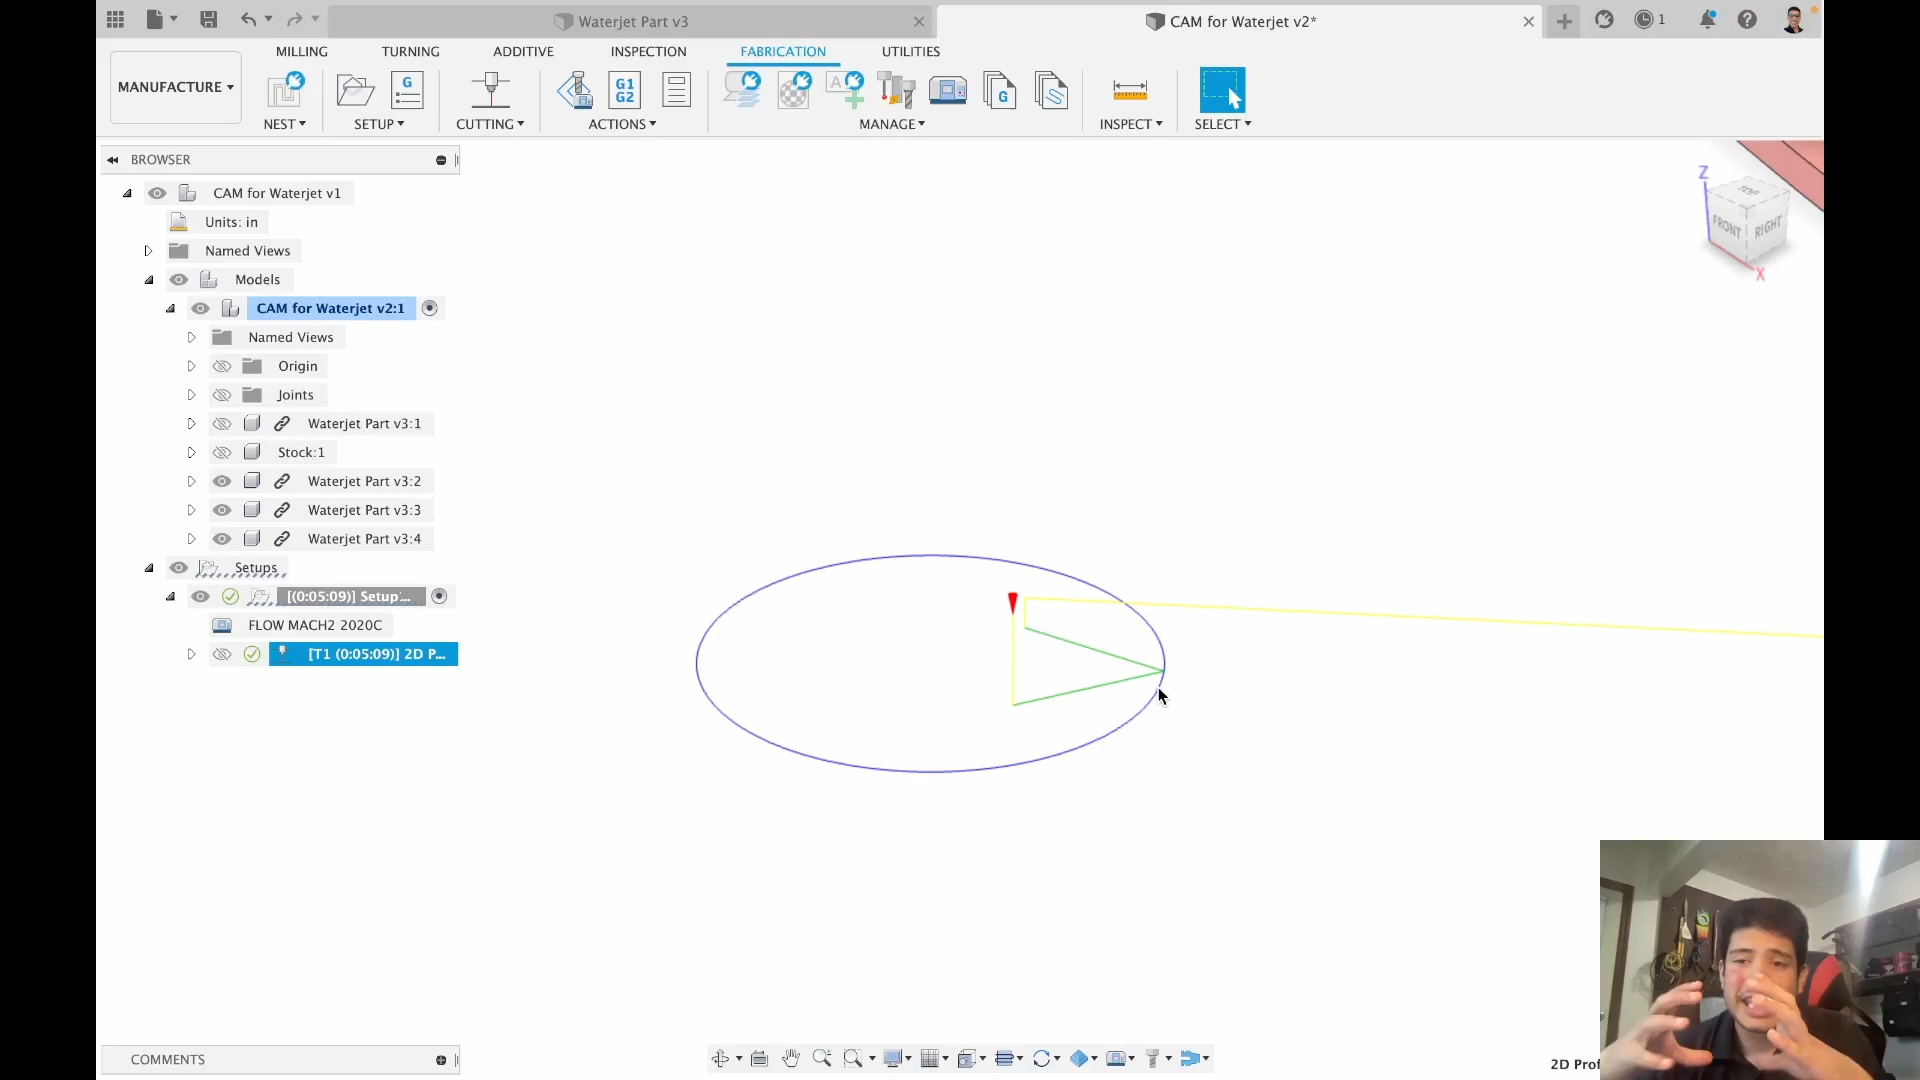 Waterjet Part v3
CAM for Waterjet v2*
1
MILLING
TURNING
ADDITIVE
INSPECTION
FABRICATION
UTILITIES
MANUFACTURE
G
G1
G2
A
G
NEST
SETUP
CUTTING
ACTIONS
MANAGE
INSPECT
SELECT
BROWSER
CAM for Waterjet v1
Units: in
Named Views
Models
CAM for Waterjet v2:1
Named Views
Origin
Joints
Waterjet Part v3:1
Stock:1
Waterjet Part v3:2
Waterjet Part v3:3
Waterjet Part v3:4
Setups
[(0:05:09)] Setup...
FLOW MACH2 2020C
[T1 (0:05:09)] 2D P...
Z
TOP
FRONT
RIGHT
X
COMMENTS
2D Prof